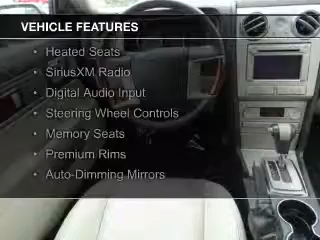 VEHICLE FEATURES
• Heated Seats
• SiriusXM Radio
• Digital Audio Input
• Steering Wheel Controls
• Memory Seats
• Premium Rims
• Auto-Dimming Mirrors